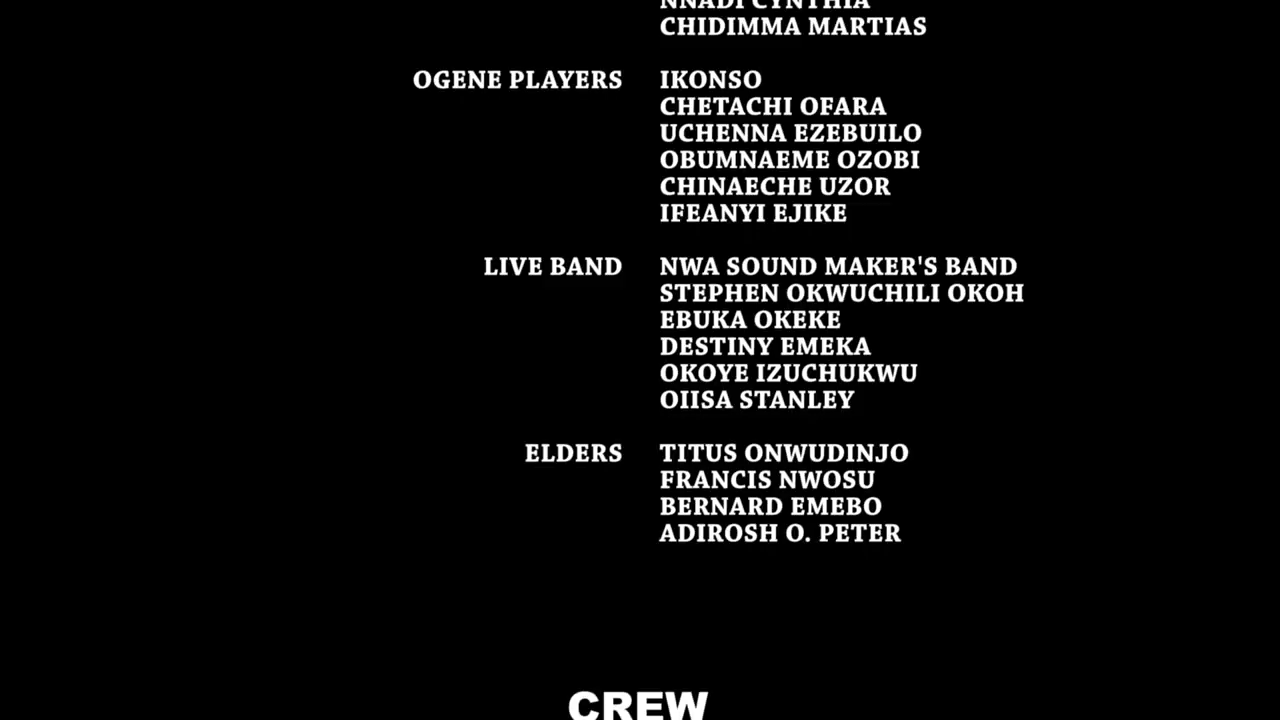 NNADI CYNTHIA
CHIDIMMA MARTIAS
OGENE PLAYERS IKONSO
CHETACHI OFARA
UCHENNA EZEBUILO
OBUMNAEME OZOBI
CHINAECHE UZOR
IFEANYI EJIKE
LIVE BAND NWA SOUND MAKER'S BAND
STEPHEN OKWUCHILI OKOH
EBUKA OKEKE
DESTINY EMEKA
OKOYE IZUCHUKWU
OIISA STANLEY
ELDERS TITUS ONWUDINJO
FRANCIS NWOSU
BERNARD EMEBO
ADIROSH O. PETER
CREW